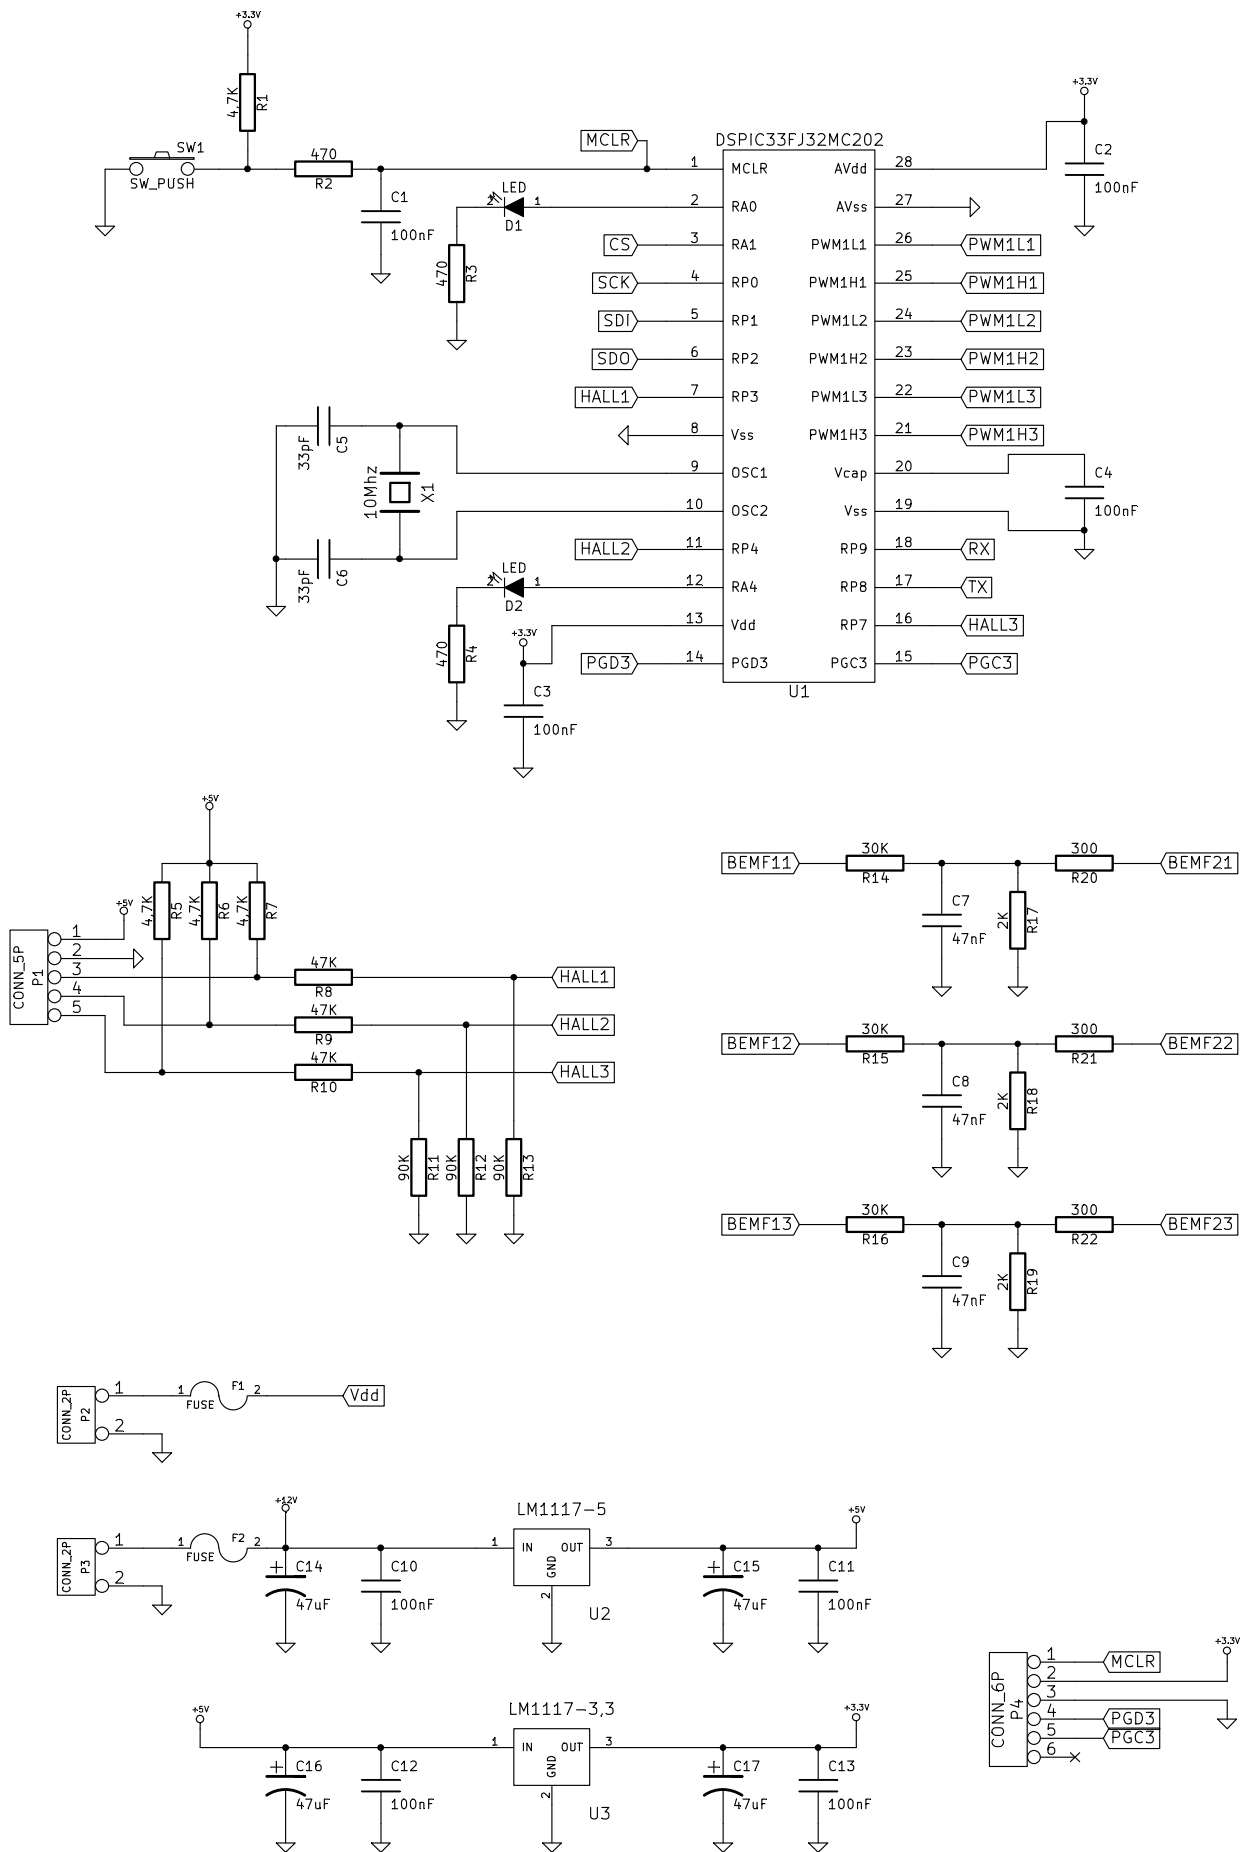 +3.3V
4,7K
R1
SW1
SW_PUSH
470
R2
C1
100nF
MCLR
LED
2 1
D1
470
R3
CS
SCK
SDI
SDO
HALL1
DSPIC33FJ32MC202
1 MCLR AVdd 28
2 RA0 AVss 27
3 RA1 PWM1L1 26
4 RP0 PWM1H1 25
5 RP1 PWM1L2 24
6 RP2 PWM1H2 23
7 RP3 PWM1L3 22
8 Vss PWM1H3 21
9 OSC1 Vcap 20
10 OSC2 Vss 19
11 RP4 RP9 18
12 RA4 RP8 17
13 Vdd RP7 16
14 PGD3 PGC3 15
U1
+3.3V
C2
100nF
PWM1L1
PWM1H1
PWM1L2
PWM1H2
PWM1L3
PWM1H3
C4
100nF
RX
TX
HALL3
PGC3
33pF
C5
10Mhz
X1
33pF
C6
HALL2
LED
2 1
D2
470
R4
+3.3V
PGD3
C3
100nF
+5V
4,7K
R5
4,7K
R6
4,7K
R7
+5V
CONN_5P
P1
1
2
3
4
5
47K
R8
HALL1
47K
R9
HALL2
47K
R10
HALL3
90K
R11
90K
R12
90K
R13
BEMF11
30K
R14
C7
47nF
2K
R17
300
R20
BEMF21
BEMF12
30K
R15
C8
47nF
2K
R18
300
R21
BEMF22
BEMF13
30K
R16
C9
47nF
2K
R19
300
R22
BEMF23
CONN_2P
P2
1
2
1 F1 2
FUSE
Vdd
CONN_2P
P3
1
2
1 F2 2
FUSE
+12V
C14
47uF
C10
100nF
LM1117-5
1 IN OUT 3
GND
2
U2
C15
47uF
C11
100nF
+5V
+5V
C16
47uF
C12
100nF
LM1117-3,3
1 IN OUT 3
GND
2
U3
C17
47uF
C13
100nF
+3.3V
CONN_6P
P4
1 MCLR
2
3
4 PGD3
5 PGC3
6
+3.3V